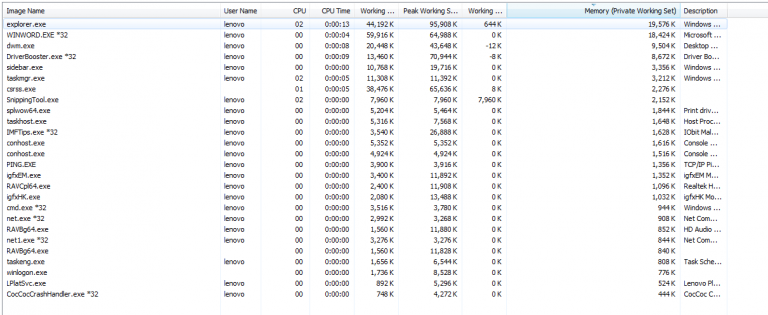 Image Name User Name CPU CPU Time Working ... Peak Working S... Working ... Memory (Private Working Set) Description
explorer.exe lenovo 02 0:00:13 44,192 K 95,908 K 644 K 19,576 K Windows ...
WINWORD.EXE *32 lenovo 00 0:00:04 59,916 K 64,988 K 0 K 18,424 K Microsoft ...
dwm.exe lenovo 00 0:00:08 20,448 K 43,648 K -12 K 9,504 K Desktop ...
DriverBooster.exe *32 lenovo 00 0:00:06 13,460 K 70,944 K -8 K 8,672 K Driver Bo...
sidebar.exe lenovo 00 0:00:00 10,768 K 19,716 K 0 K 3,356 K Windows ...
taskmgr.exe lenovo 02 0:00:05 11,308 K 11,392 K 0 K 3,212 K Windows ...
csrss.exe 01 0:00:05 38,476 K 65,636 K 8 K 2,276 K
SnippingTool.exe lenovo 02 0:00:00 7,960 K 7,960 K 7,960 K 2,152 K
splwow64.exe lenovo 00 0:00:00 5,204 K 5,464 K 0 K 1,844 K Print driv...
taskhost.exe lenovo 00 0:00:00 5,316 K 7,568 K 0 K 1,648 K Host Proc...
IMFTips.exe *32 lenovo 00 0:00:00 3,540 K 26,888 K 0 K 1,628 K IObit Mal...
conhost.exe lenovo 00 0:00:00 5,352 K 5,352 K 0 K 1,616 K Console ...
conhost.exe lenovo 00 0:00:00 4,924 K 4,924 K 0 K 1,516 K Console ...
PING.EXE lenovo 00 0:00:00 3,900 K 3,916 K 0 K 1,356 K TCP/IP Pi...
igfxEM.exe lenovo 00 0:00:00 3,400 K 11,892 K 0 K 1,352 K igfxEM M...
RAVCpl64.exe lenovo 00 0:00:00 2,400 K 11,908 K 0 K 1,096 K Realtek H...
igfxHK.exe lenovo 00 0:00:00 2,080 K 13,488 K 0 K 1,032 K igfxHK Mo...
cmd.exe *32 lenovo 00 0:00:00 3,516 K 3,780 K 0 K 944 K Windows ...
net.exe *32 lenovo 00 0:00:00 2,992 K 3,268 K 0 K 908 K Net Com...
RAVBg64.exe lenovo 00 0:00:00 1,560 K 11,880 K 0 K 852 K HD Audio ...
net1.exe *32 lenovo 00 0:00:00 3,276 K 3,276 K 0 K 844 K Net Com...
RAVBg64.exe 00 0:00:00 1,560 K 11,828 K 0 K 840 K
taskeng.exe lenovo 00 0:00:00 1,656 K 6,544 K 0 K 808 K Task Sche...
winlogon.exe 00 0:00:00 1,736 K 8,528 K 0 K 776 K
LPlatSvc.exe lenovo 00 0:00:00 892 K 5,296 K 0 K 524 K Lenovo Pl...
CocCocCrashHandler.exe *32 lenovo 00 0:00:00 748 K 4,272 K 0 K 444 K CocCoc C...